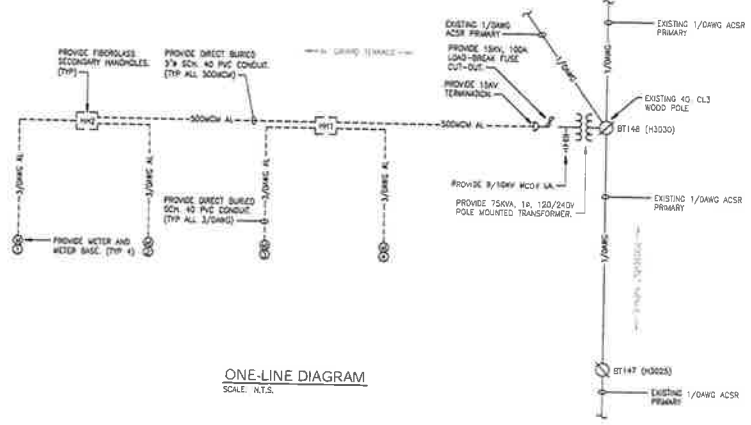 EXISTING 1/0AWG
ACSR PRIMARY
PROVIDE 15KV, 100A
LOAD-BREAK FUSE
CUT-OUT.
PROVIDE 15KV
TERMINATION.
EXISTING 1/0AWG ACSR
PRIMARY
GIRARD TERRACE
PROVIDE FIBERGLASS
SECONDARY HANDHOLES.
(TYP)
PROVIDE DIRECT BURIED
3"ø SCH. 40 PVC CONDUIT.
(TYP ALL 500MCM)
1/0AWG
1/0AWG
EXISTING 40, CL3
WOOD POLE
BT148 (H3030)
HH2
500MCM AL
HH1
500MCM AL
3/0AWG AL
3/0AWG AL
3/0AWG AL
3/0AWG AL
PROVIDE DIRECT BURIED
SCH. 40 PVC CONDUIT.
(TYP ALL 3/0AWG)
PROVIDE METER AND
METER BASE. (TYP 4)
PROVIDE 9/10KV MCOV LA.
PROVIDE 75KVA, 1ø, 120/240V
POLE MOUNTED TRANSFORMER.
EXISTING 1/0AWG ACSR
PRIMARY
1/0AWG
BT147 (H3025)
EXISTING 1/0AWG ACSR
PRIMARY
ONE-LINE DIAGRAM
SCALE: N.T.S.